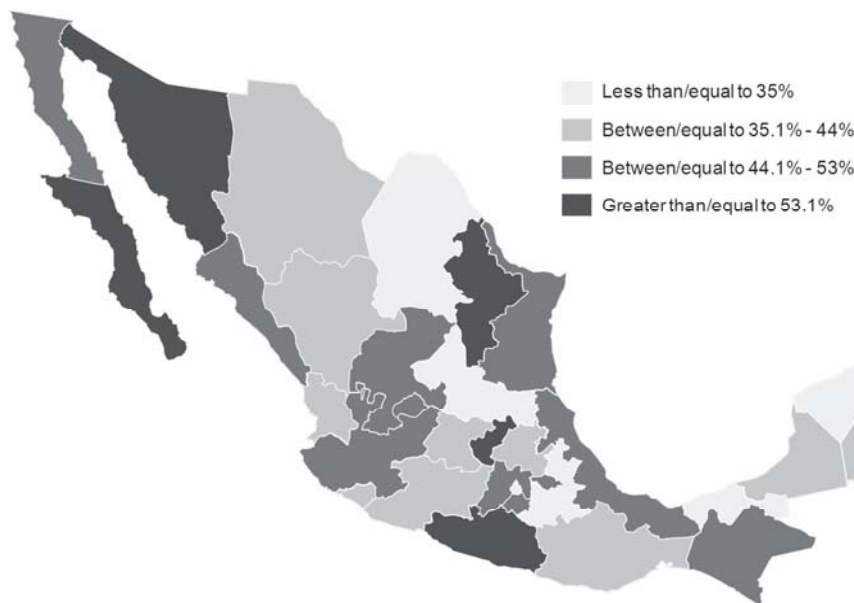 Less than/equal to 35%
Between/equal to 35.1% - 44%
Between/equal to 44.1% - 53%
Greater than/equal to 53.1%